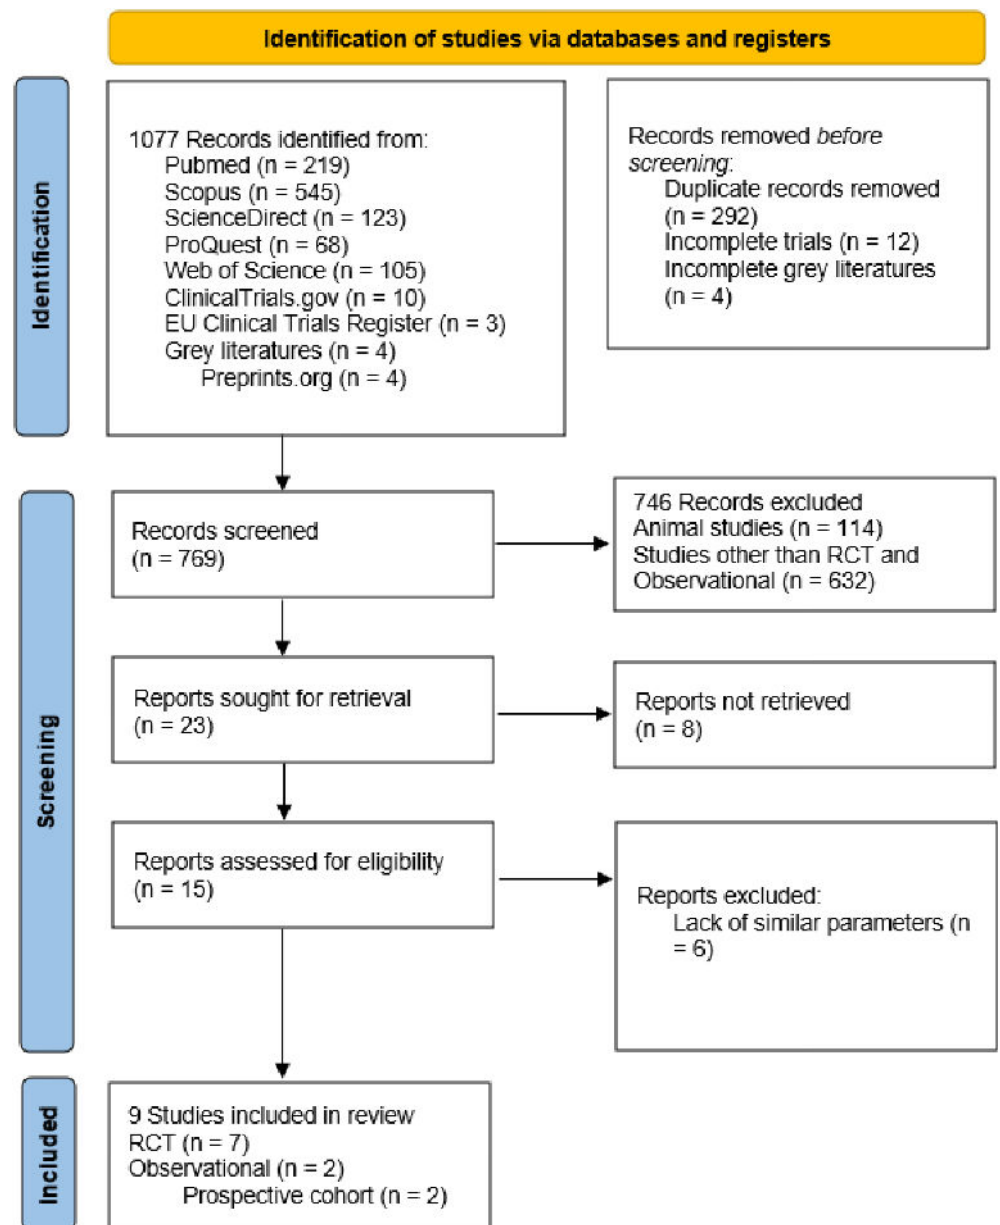 Identification of studies via databases and registers
Identification
1077 Records identified from:
Pubmed (n = 219)
Scopus (n = 545)
ScienceDirect (n = 123)
ProQuest (n = 68)
Web of Science (n = 105)
ClinicalTrials.gov (n = 10)
EU Clinical Trials Register (n = 3)
Grey literatures (n = 4)
Preprints.org (n = 4)
Records removed before
screening:
Duplicate records removed
(n = 292)
Incomplete trials (n = 12)
Incomplete grey literatures
(n = 4)
Screening
Records screened
(n = 769)
746 Records excluded
Animal studies (n = 114)
Studies other than RCT and
Observational (n = 632)
Reports sought for retrieval
(n = 23)
Reports not retrieved
(n = 8)
Reports assessed for eligibility
(n = 15)
Reports excluded:
Lack of similar parameters (n
= 6)
Included
9 Studies included in review
RCT (n = 7)
Observational (n = 2)
Prospective cohort (n = 2)